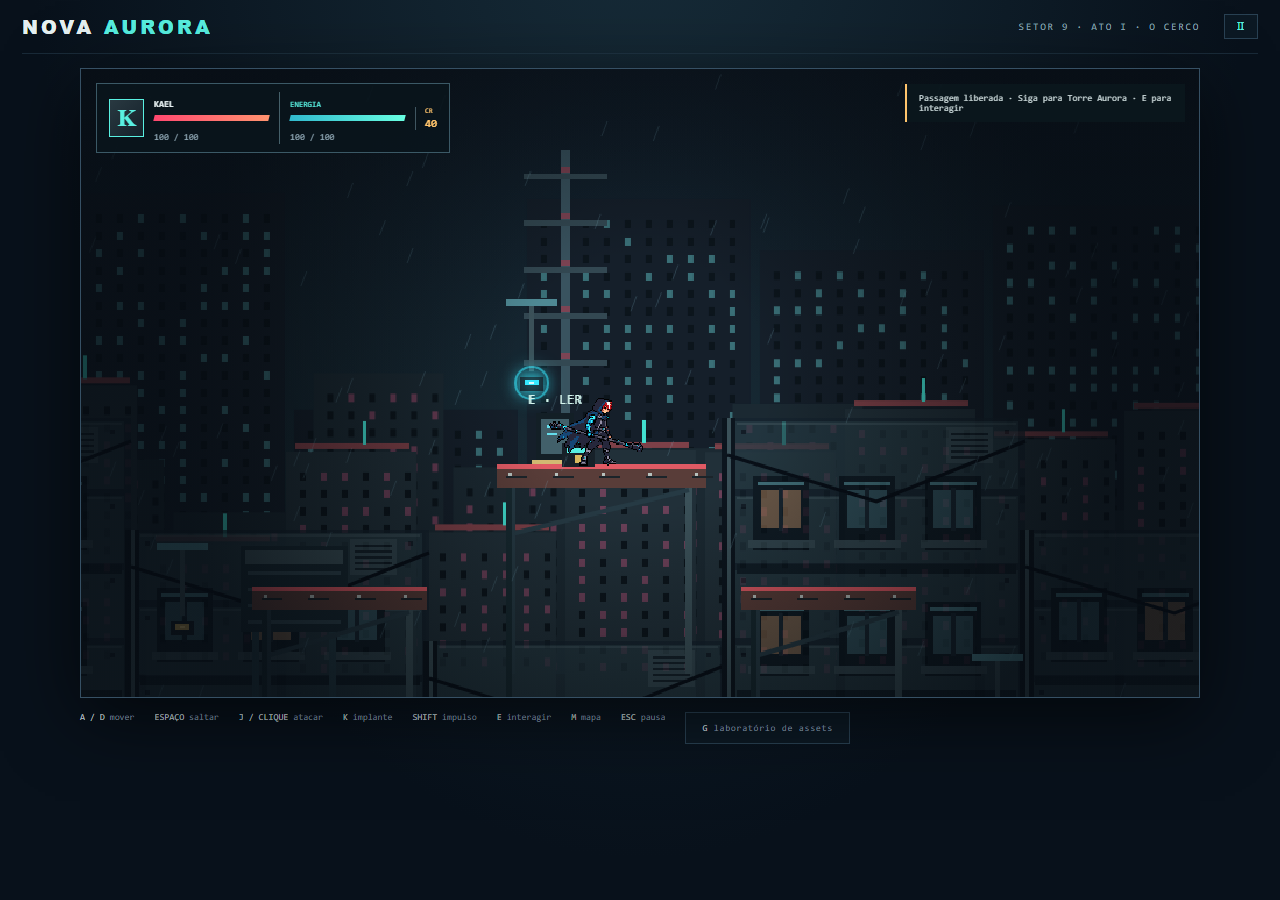 NOVA AURORA
SETOR 9 · ATO I · O CERCO
II
K
KAEL
100 / 100
ENERGIA
100 / 100
CR
40
Passagem liberada · Siga para Torre Aurora · E para
interagir
E · LER
A / D mover
ESPAÇO saltar
J / CLIQUE atacar
K implante
SHIFT impulso
E interagir
M mapa
ESC pausa
G laboratório de assets